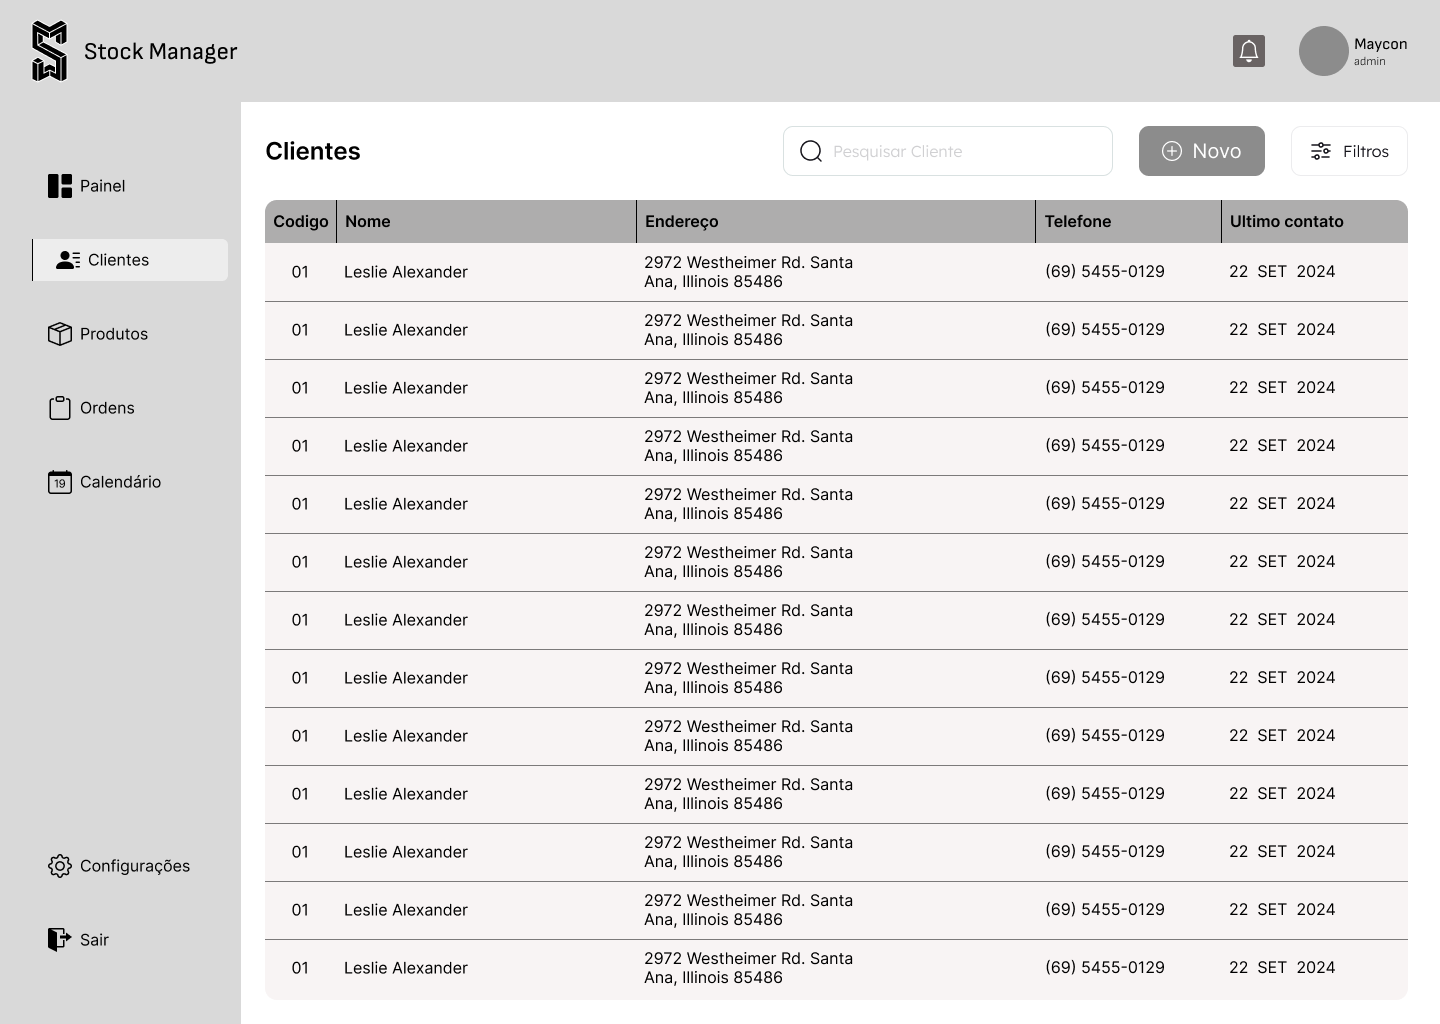 Stock Manager
Maycon
admin
Painel
Clientes
Produtos
Ordens
19
Calendário
Configurações
Sair
Clientes
Pesquisar Cliente
Novo
Filtros
Codigo Nome Endereço Telefone Ultimo contato
01 Leslie Alexander 2972 Westheimer Rd. Santa (69) 5455-0129 22 SET 2024
Ana, Illinois 85486
01 Leslie Alexander 2972 Westheimer Rd. Santa (69) 5455-0129 22 SET 2024
Ana, Illinois 85486
01 Leslie Alexander 2972 Westheimer Rd. Santa (69) 5455-0129 22 SET 2024
Ana, Illinois 85486
01 Leslie Alexander 2972 Westheimer Rd. Santa (69) 5455-0129 22 SET 2024
Ana, Illinois 85486
01 Leslie Alexander 2972 Westheimer Rd. Santa (69) 5455-0129 22 SET 2024
Ana, Illinois 85486
01 Leslie Alexander 2972 Westheimer Rd. Santa (69) 5455-0129 22 SET 2024
Ana, Illinois 85486
01 Leslie Alexander 2972 Westheimer Rd. Santa (69) 5455-0129 22 SET 2024
Ana, Illinois 85486
01 Leslie Alexander 2972 Westheimer Rd. Santa (69) 5455-0129 22 SET 2024
Ana, Illinois 85486
01 Leslie Alexander 2972 Westheimer Rd. Santa (69) 5455-0129 22 SET 2024
Ana, Illinois 85486
01 Leslie Alexander 2972 Westheimer Rd. Santa (69) 5455-0129 22 SET 2024
Ana, Illinois 85486
01 Leslie Alexander 2972 Westheimer Rd. Santa (69) 5455-0129 22 SET 2024
Ana, Illinois 85486
01 Leslie Alexander 2972 Westheimer Rd. Santa (69) 5455-0129 22 SET 2024
Ana, Illinois 85486
01 Leslie Alexander 2972 Westheimer Rd. Santa (69) 5455-0129 22 SET 2024
Ana, Illinois 85486